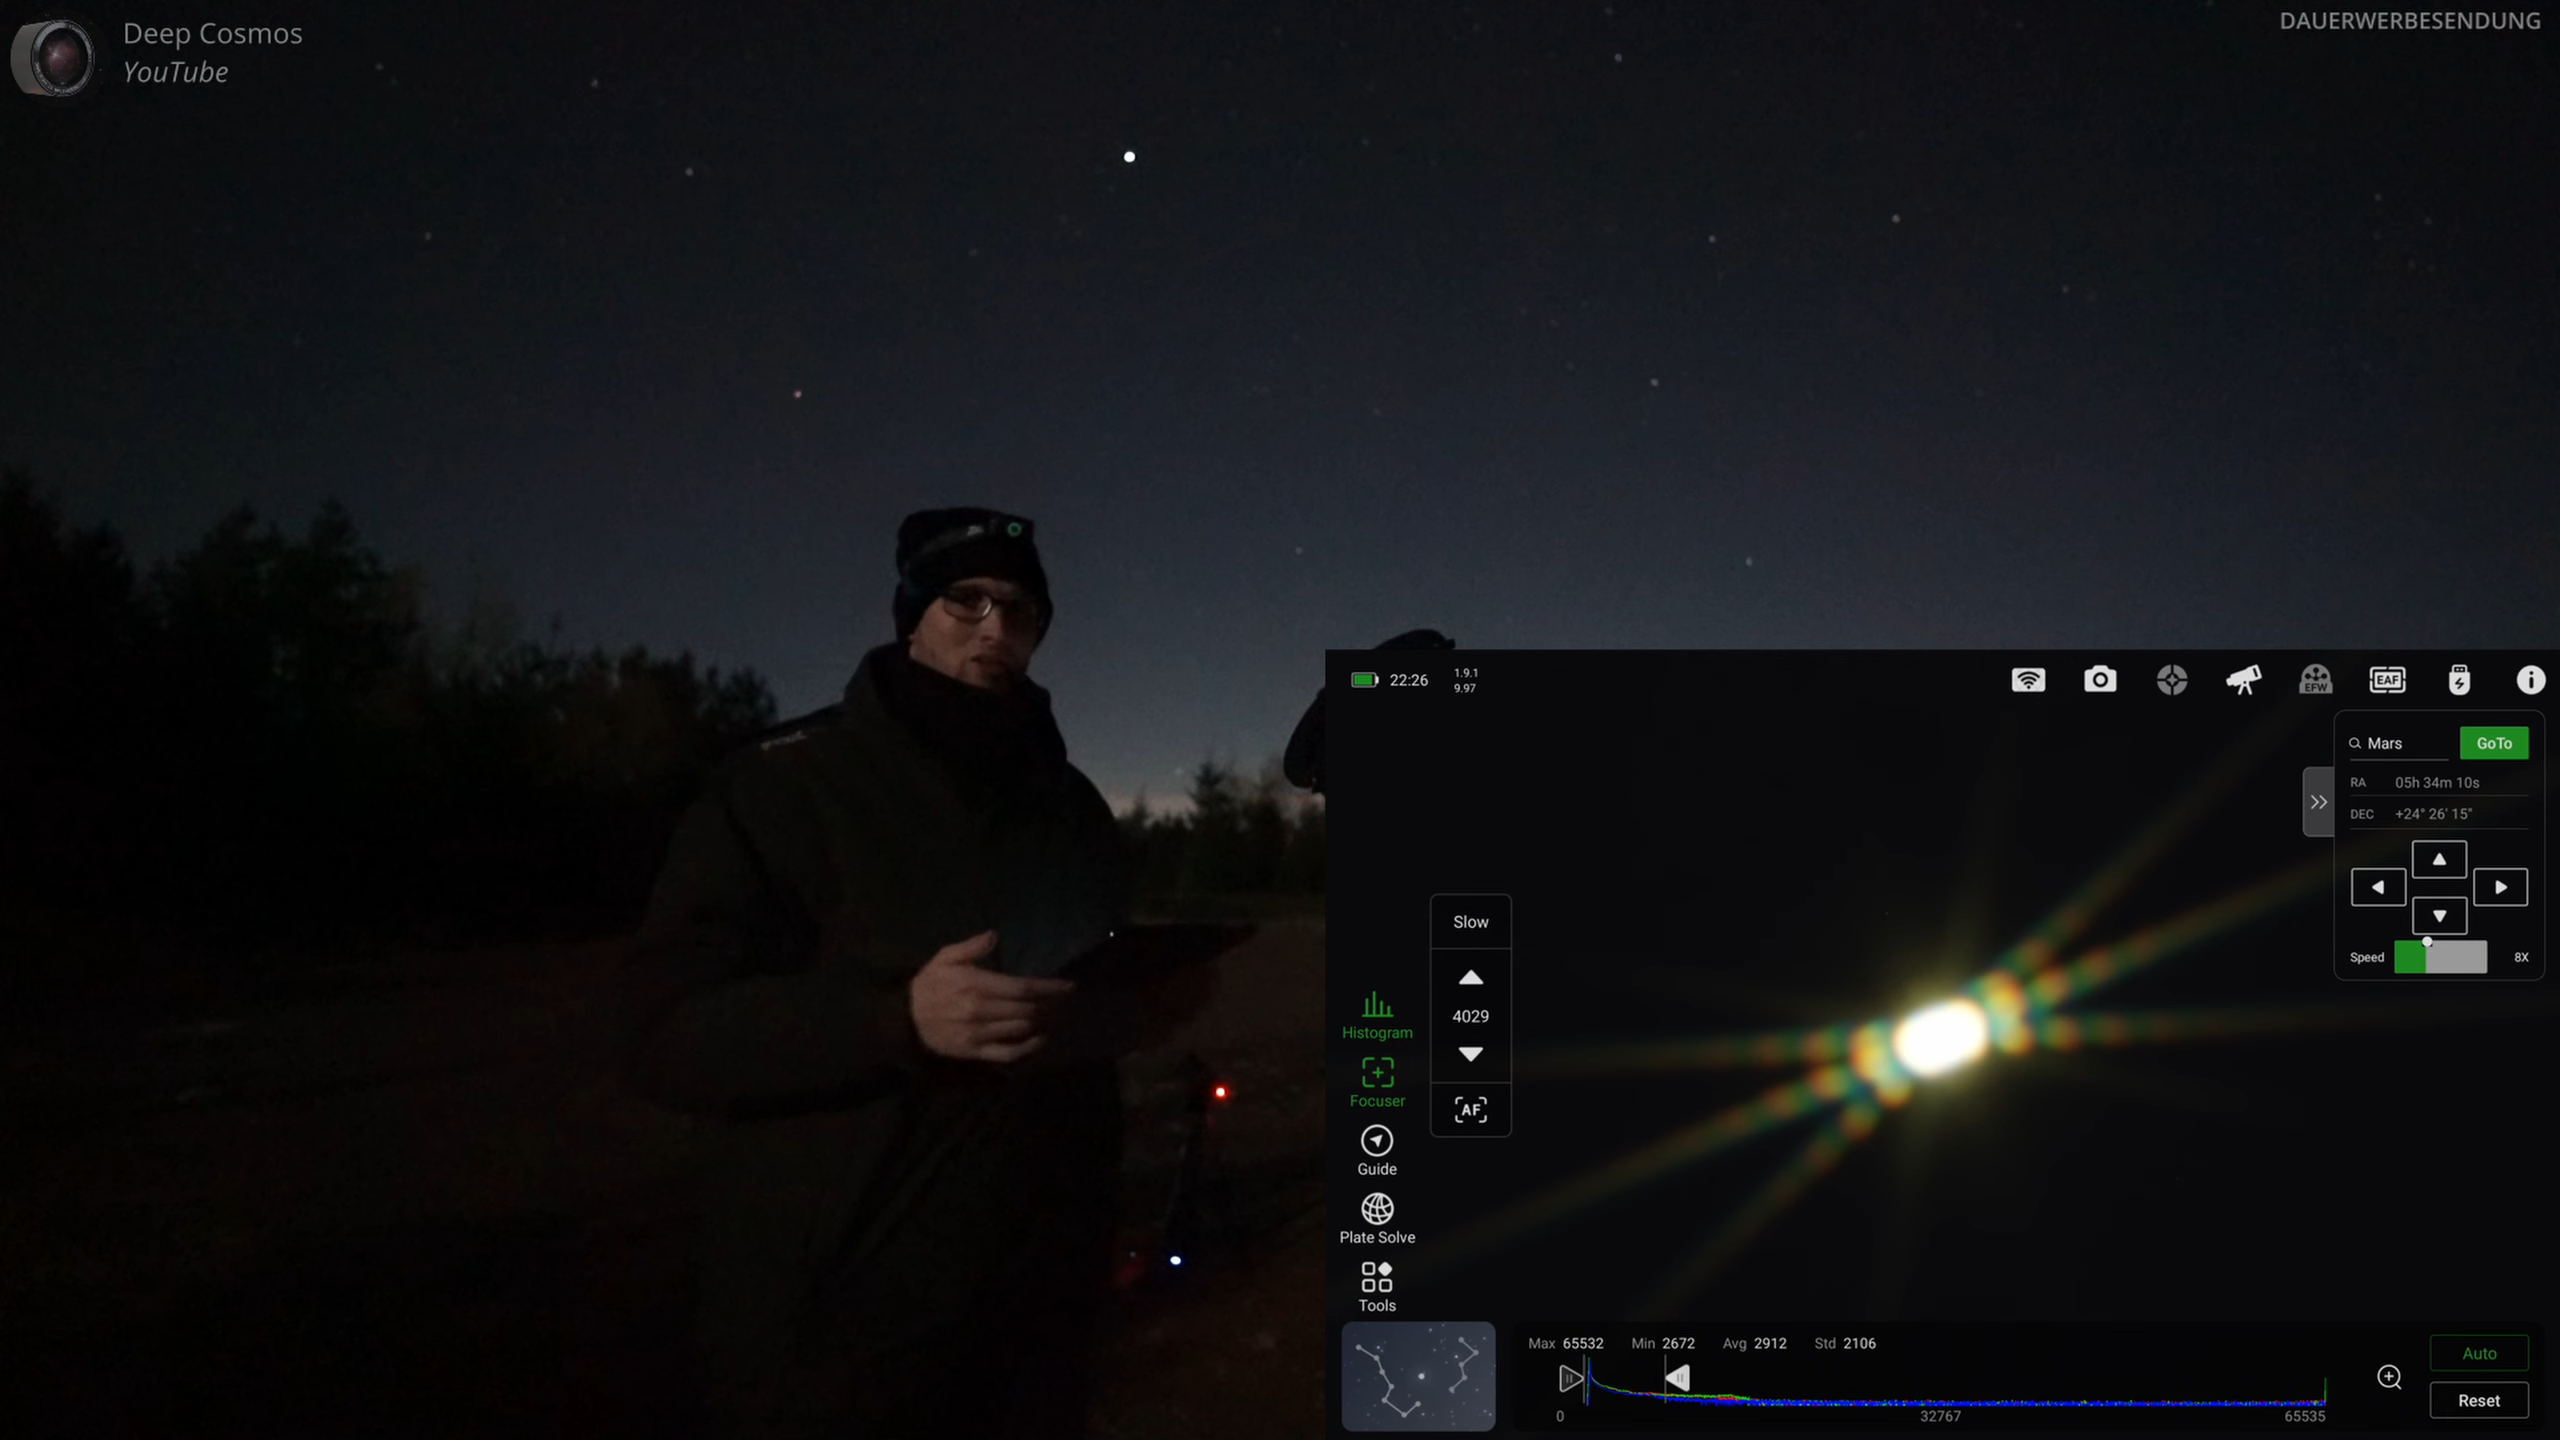 Deep Cosmos
YouTube
DAUERWERBESENDUNG
22:26
1.9.1
9.97
EFW
EAF
Mars
GoTo
RA 05h 34m 10s
DEC +24° 26' 15"
Speed 8X
Slow
4029
AF
Histogram
Focuser
Guide
Plate Solve
Tools
Max 65532 Min 2672 Avg 2912 Std 2106
0 32767 65535
Auto
Reset